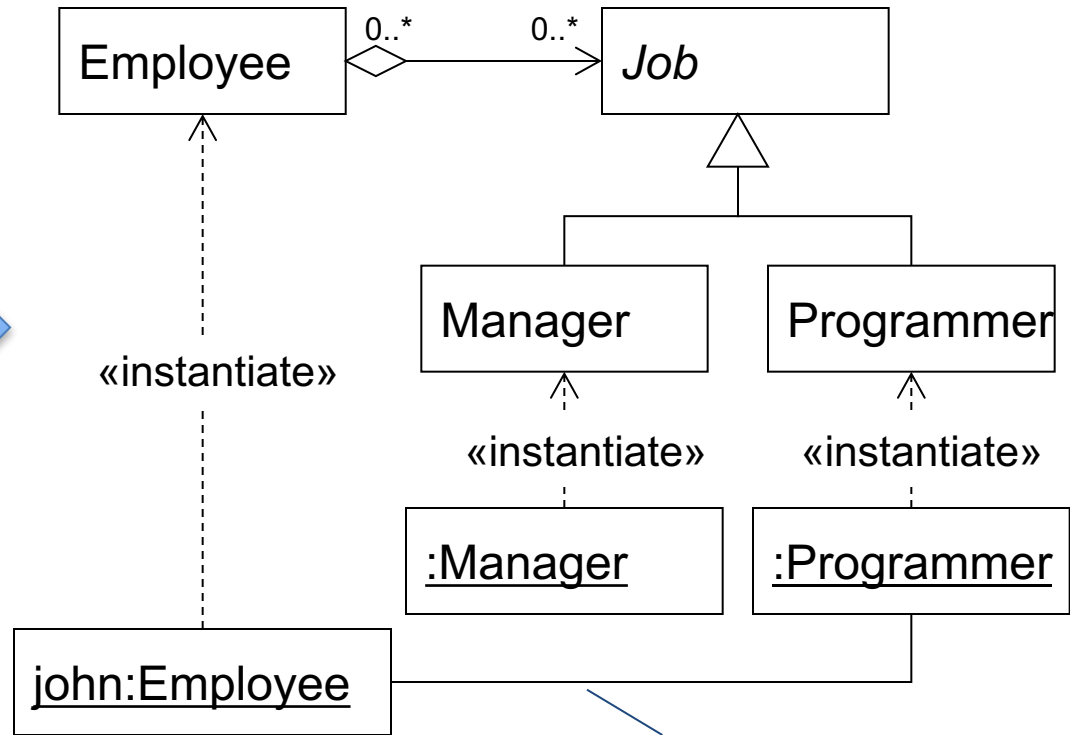 0..* 0..*
Employee Job
Manager Programmer
«instantiate»
«instantiate» «instantiate»
:Manager :Programmer
john:Employee